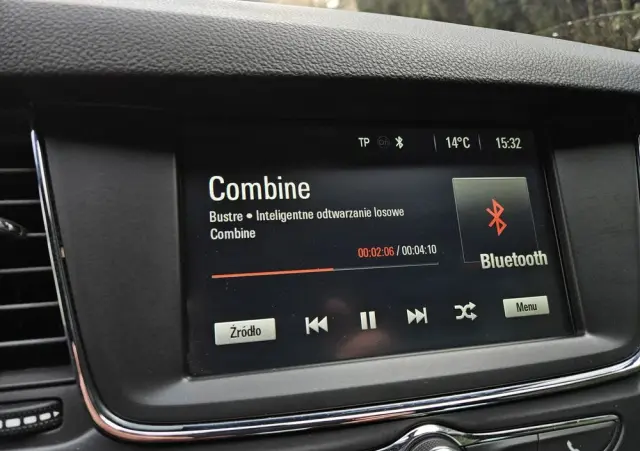 TP 14°C 15:32
Combine
Bustre • Inteligentne odtwarzanie losowe
Combine
00:02:06 / 00:04:10
Bluetooth
Źródło
Menu